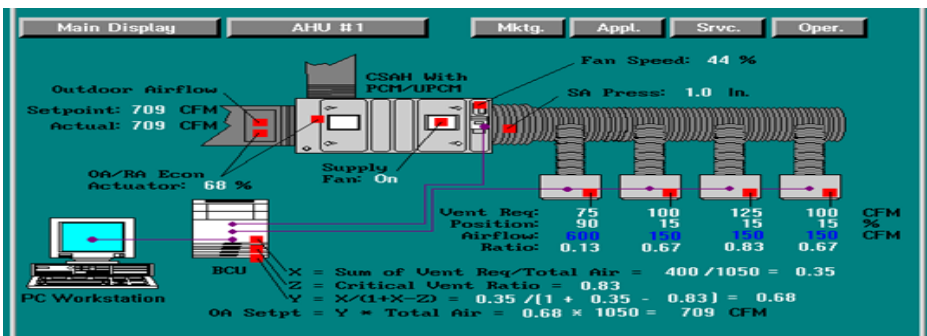 Main Display AHU #1 Mktg. Appl. Srvc. Oper.
Fan Speed: 44 %
CSAH With
PCM/UPCM
Outdoor Airflow
SA Press: 1.0 In.
Setpoint: 709 CFM
Actual: 709 CFM
Supply
Fan: On
OA/RA Econ
Actuator: 68 %
Vent Req: 75 100 125 100 CFM
Position: 90 15 15 15 %
Airflow: 600 150 150 150 CFM
Ratio: 0.13 0.67 0.83 0.67
BCU
PC Workstation
X = Sum of Vent Req/Total Air = 400 /1050 = 0.35
Z = Critical Vent Ratio = 0.83
Y = X/(1+X-Z) = 0.35 /(1 + 0.35 - 0.83) = 0.68
OA Setpt = Y * Total Air = 0.68 × 1050 = 709 CFM